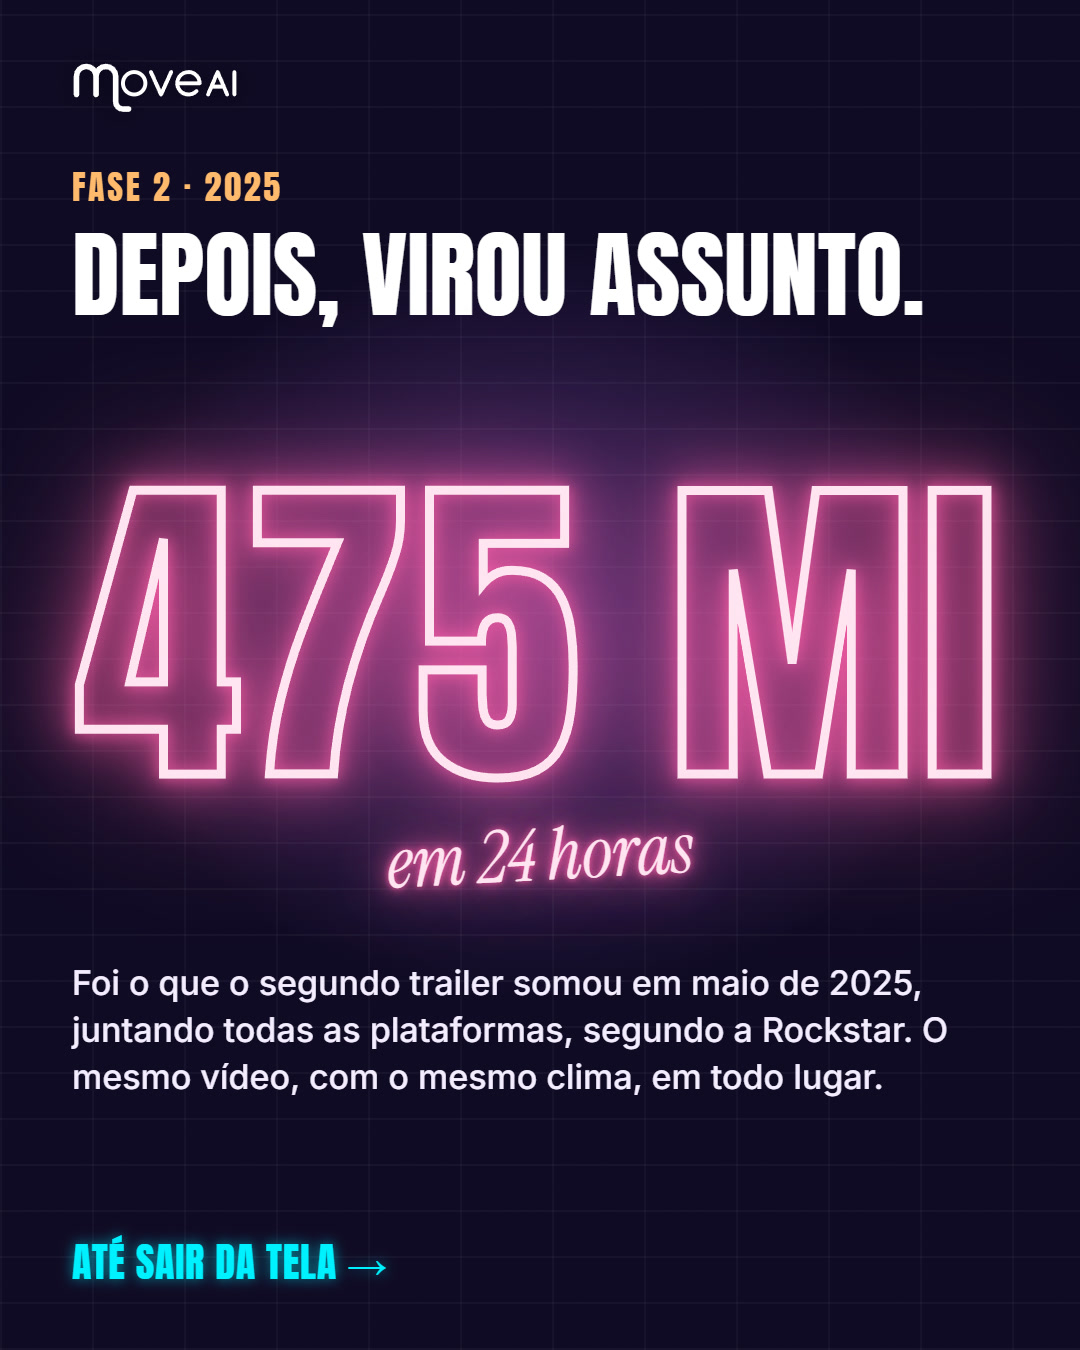 moveAI
FASE 2 · 2025
DEPOIS, VIROU ASSUNTO.
475 MI
em 24 horas
Foi o que o segundo trailer somou em maio de 2025,
juntando todas as plataformas, segundo a Rockstar. O
mesmo vídeo, com o mesmo clima, em todo lugar.
ATÉ SAIR DA TELA →